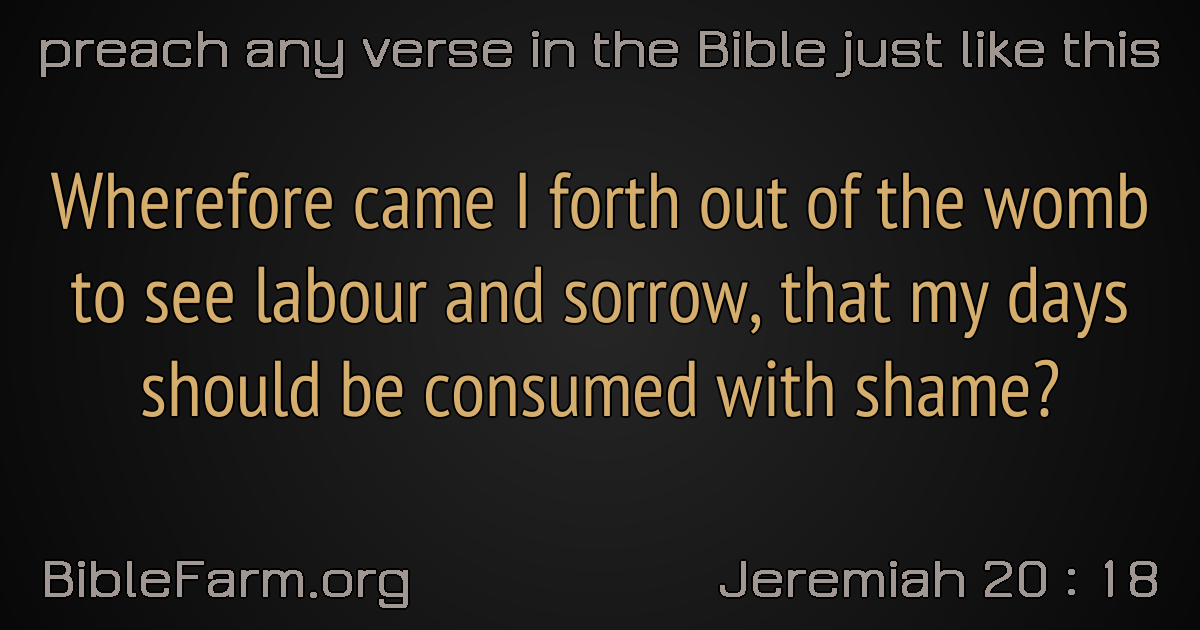 preach any verse in the Bible just like this
Wherefore came I forth out of the womb
to see labour and sorrow, that my days
should be consumed with shame?
BibleFarm.org
Jeremiah 20 : 18